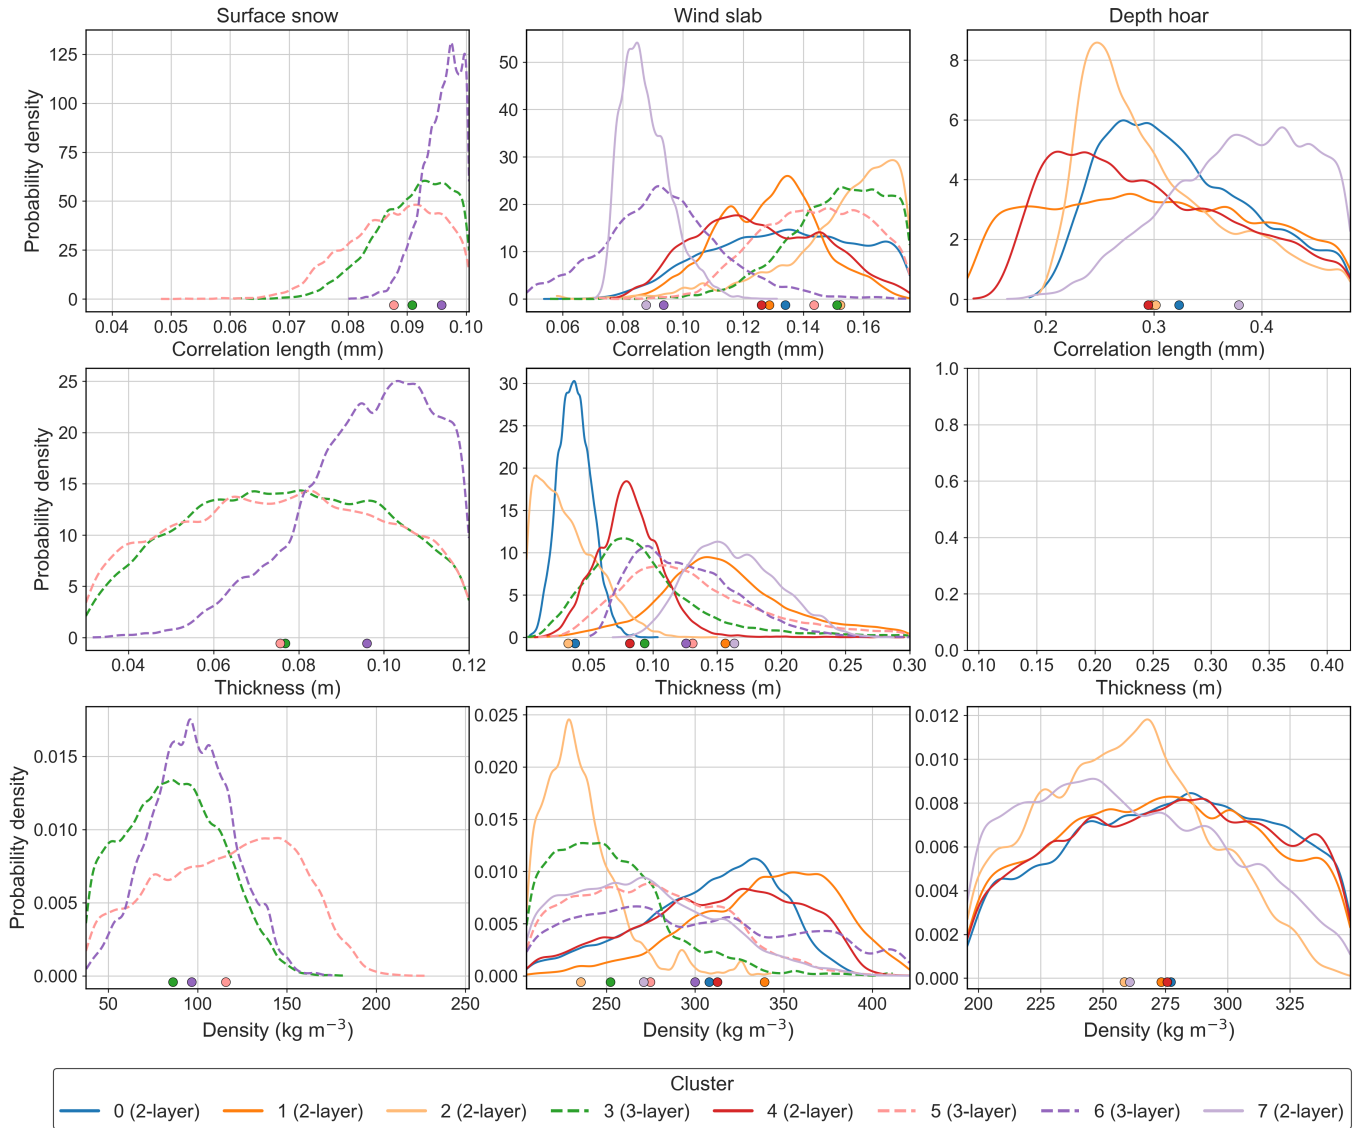 Surface snow
Wind slab
Depth hoar
Probability density
125
100
75
50
25
0
0.04 0.05 0.06 0.07 0.08 0.09 0.10
Correlation length (mm)
50
40
30
20
10
0
0.06 0.08 0.10 0.12 0.14 0.16
Correlation length (mm)
8
6
4
2
0
0.2 0.3 0.4
Correlation length (mm)
Probability density
25
20
15
10
5
0
0.04 0.06 0.08 0.10 0.12
Thickness (m)
30
25
20
15
10
5
0
0.05 0.10 0.15 0.20 0.25 0.30
Thickness (m)
1.0
0.8
0.6
0.4
0.2
0.0
0.10 0.15 0.20 0.25 0.30 0.35 0.40
Thickness (m)
Probability density
0.015
0.010
0.005
0.000
50 100 150 200 250
Density (kg m⁻³)
0.025
0.020
0.015
0.010
0.005
0.000
250 300 350 400
Density (kg m⁻³)
0.012
0.010
0.008
0.006
0.004
0.002
0.000
200 225 250 275 300 325
Density (kg m⁻³)
Cluster
0 (2-layer) 1 (2-layer) 2 (2-layer) 3 (3-layer) 4 (2-layer) 5 (3-layer) 6 (3-layer) 7 (2-layer)